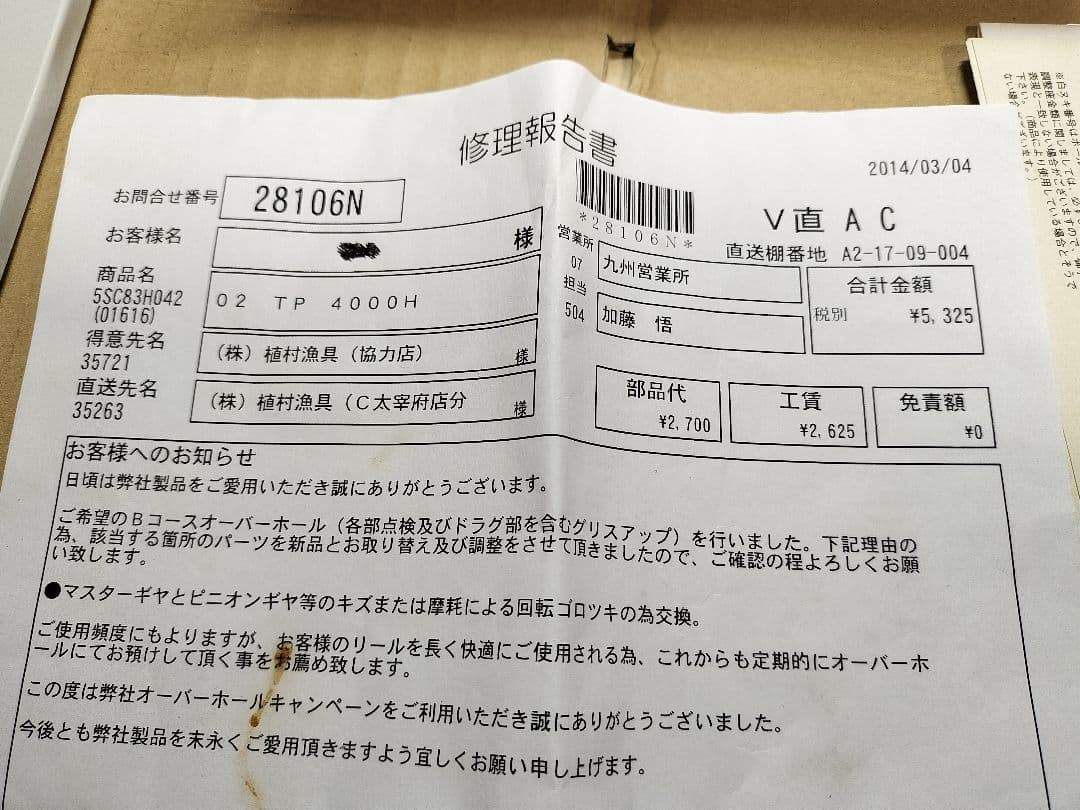 修理報告書
2014/03/04
お問合せ番号 28106N
*28106N*
V直AC
直送棚番地 A2-17-09-004
お客様名 様
営業所 07 九州営業所
合計金額
税別 ¥5,325
商品名 5SC83H042 (01616) 02 TP 4000H
担当 504 加藤 悟
得意先名 35721 (株)植村漁具(協力店) 様
直送先名 35263 (株)植村漁具(C太宰府店分 様
部品代 ¥2,700
工賃 ¥2,625
免責額 ¥0
お客様へのお知らせ
日頃は弊社製品をご愛用いただき誠にありがとうございます。
ご希望のBコースオーバーホール(各部点検及びドラグ部を含むグリスアップ)を行いました。下記理由の
為、該当する箇所のパーツを新品とお取り替え及び調整をさせて頂きましたので、ご確認の程よろしくお願
い致します。
●マスターギヤとピニオンギヤ等のキズまたは摩耗による回転ゴロツキの為交換。
ご使用頻度にもよりますが、お客様のリールを長く快適にご使用される為、これからも定期的にオーバーホ
ールにてお預けして頂く事をお薦め致します。
この度は弊社オーバーホールキャンペーンをご利用いただき誠にありがとうございました。
今後とも弊社製品を末永くご愛用頂きますよう宜しくお願い申し上げます。